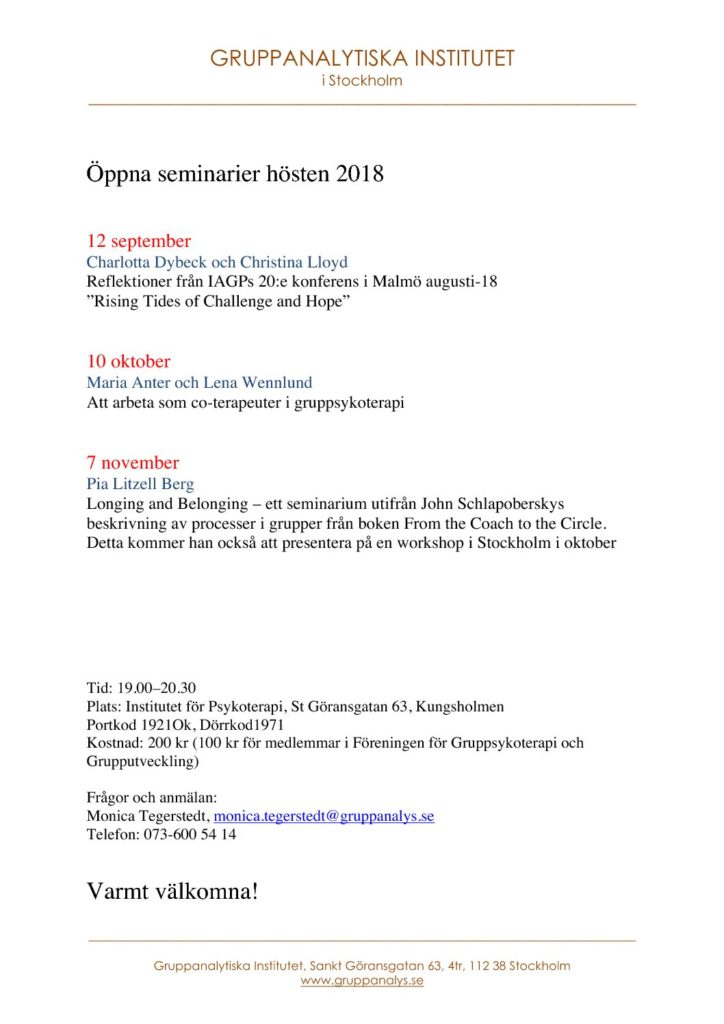 GRUPPANALYTISKA INSTITUTET
i Stockholm
Öppna seminarier hösten 2018
12 september
Charlotta Dybeck och Christina Lloyd
Reflektioner från IAGPs 20:e konferens i Malmö augusti-18
”Rising Tides of Challenge and Hope”
10 oktober
Maria Anter och Lena Wennlund
Att arbeta som co-terapeuter i gruppsykoterapi
7 november
Pia Litzell Berg
Longing and Belonging – ett seminarium utifrån John Schlapoberskys
beskrivning av processer i grupper från boken From the Coach to the Circle.
Detta kommer han också att presentera på en workshop i Stockholm i oktober
Tid: 19.00–20.30
Plats: Institutet för Psykoterapi, St Göransgatan 63, Kungsholmen
Portkod 1921Ok, Dörrkod1971
Kostnad: 200 kr (100 kr för medlemmar i Föreningen för Gruppsykoterapi och
Grupputveckling)
Frågor och anmälan:
Monica Tegerstedt, monica.tegerstedt@gruppanalys.se
Telefon: 073-600 54 14
Varmt välkomna!
Gruppanalytiska Institutet, Sankt Göransgatan 63, 4tr, 112 38 Stockholm
www.gruppanalys.se